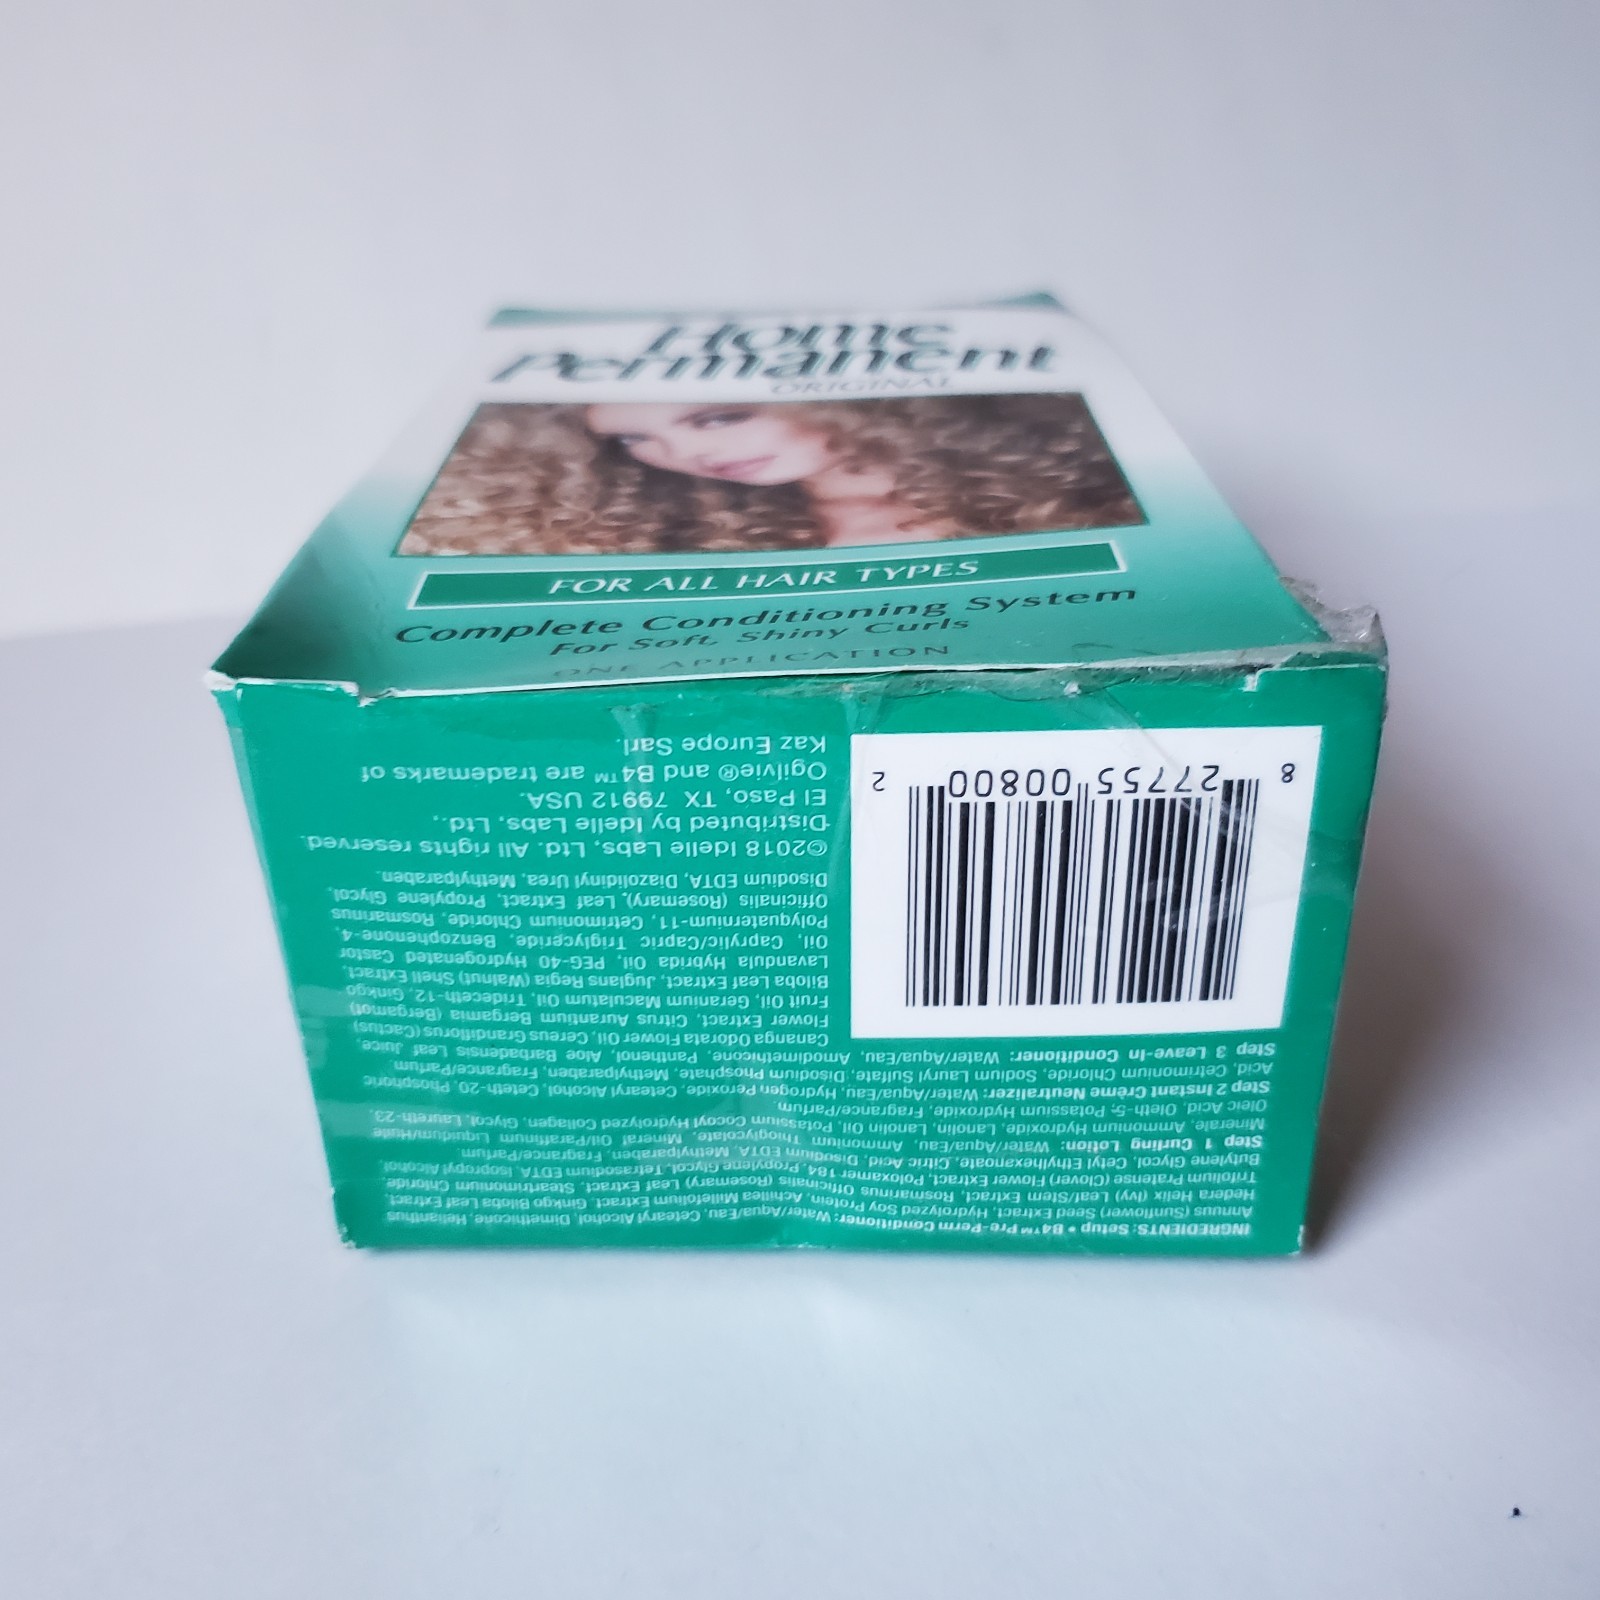 Home
Permanent
ORIGINAL
FOR ALL HAIR TYPES
Complete Conditioning System
For Soft, Shiny Curls
ONE APPLICATION
INGREDIENTS: Setup • B4™ Pre-Perm Conditioner: Water/Aqua/Eau, Cetearyl Alcohol, Dimethicone, Helianthus
Annuus (Sunflower) Seed Extract, Hydrolyzed Soy Protein, Achillea Millefolium Extract, Ginkgo Biloba Leaf Extract,
Hedera Helix (Ivy) Leaf/Stem Extract, Rosmarinus Officinalis (Rosemary) Leaf Extract, Steartrimonium Chloride,
Trifolium Pratense (Clover) Flower Extract, Poloxamer 184, Propylene Glycol, Tetrasodium EDTA, Isopropyl Alcohol,
Butylene Glycol, Cetyl Ethylhexanoate, Citric Acid, Disodium EDTA, Methylparaben, Fragrance/Parfum.
Step 1 Curling Lotion: Water/Aqua/Eau, Ammonium Thioglycolate, Mineral Oil/Paraffinum Liquidum/Huile
Minerale, Ammonium Hydroxide, Lanolin, Lanolin Oil, Potassium Cocoyl Hydrolyzed Collagen, Glycol, Laureth-23,
Oleic Acid, Oleth-5, Potassium Hydroxide, Fragrance/Parfum.
Step 2 Instant Crème Neutralizer: Water/Aqua/Eau, Hydrogen Peroxide, Cetearyl Alcohol, Ceteth-20, Phosphoric
Acid, Cetrimonium Chloride, Sodium Lauryl Sulfate, Disodium Phosphate, Methylparaben, Fragrance/Parfum.
Step 3 Leave-In Conditioner: Water/Aqua/Eau, Amodimethicone, Panthenol, Aloe Barbadensis Leaf Juice,
Cananga Odorata Flower Oil, Cereus Grandiflorus (Cactus)
Flower Extract, Citrus Aurantium Bergamia (Bergamot)
Fruit Oil, Geranium Maculatum Oil, Trideceth-12, Ginkgo
Biloba Leaf Extract, Juglans Regia (Walnut) Shell Extract,
Lavandula Hybrida Oil, PEG-40 Hydrogenated Castor
Oil, Caprylic/Capric Triglyceride, Benzophenone-4,
Polyquaternium-11, Cetrimonium Chloride, Rosmarinus
Officinalis (Rosemary), Leaf Extract, Propylene Glycol,
Disodium EDTA, Diazolidinyl Urea, Methylparaben.
©2018 Idelle Labs, Ltd. All rights reserved.
Distributed by Idelle Labs, Ltd.,
El Paso, TX 79912 USA.
Ogilvie® and B4™ are trademarks of
Kaz Europe Sarl.
8 27755 00800 2